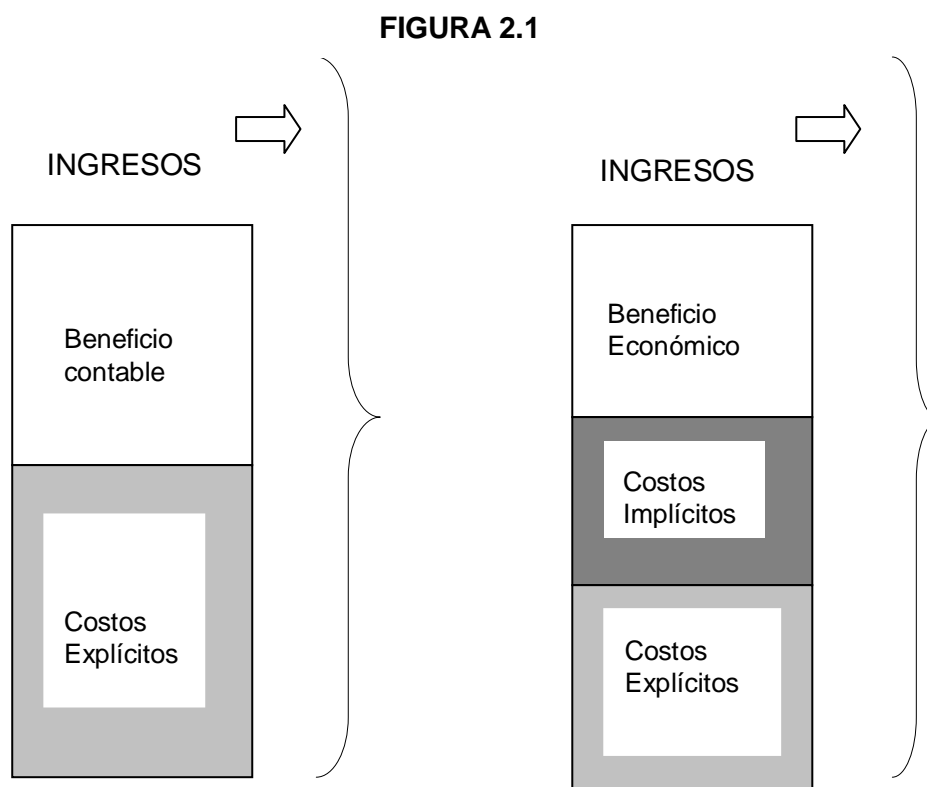 FIGURA 2.1
INGRESOS
Beneficio
contable
Costos
Explícitos
INGRESOS
Beneficio
Económico
Costos
Implícitos
Costos
Explícitos